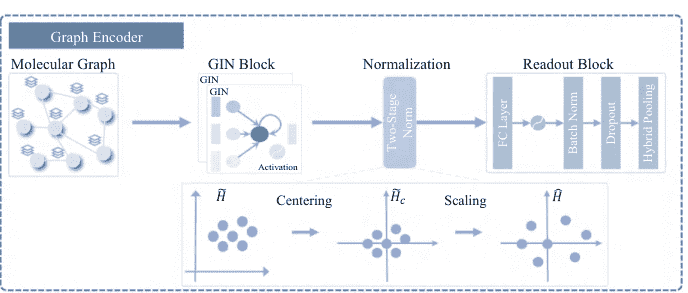 Graph Encoder
Molecular Graph
GIN Block
Normalization
Readout Block
GIN
GIN
Activation
Two-Stage
Norm
FC Layer
Batch Norm
Dropout
Hybrid Pooling
H̃
Centering
H̃c
Scaling
Ĥ